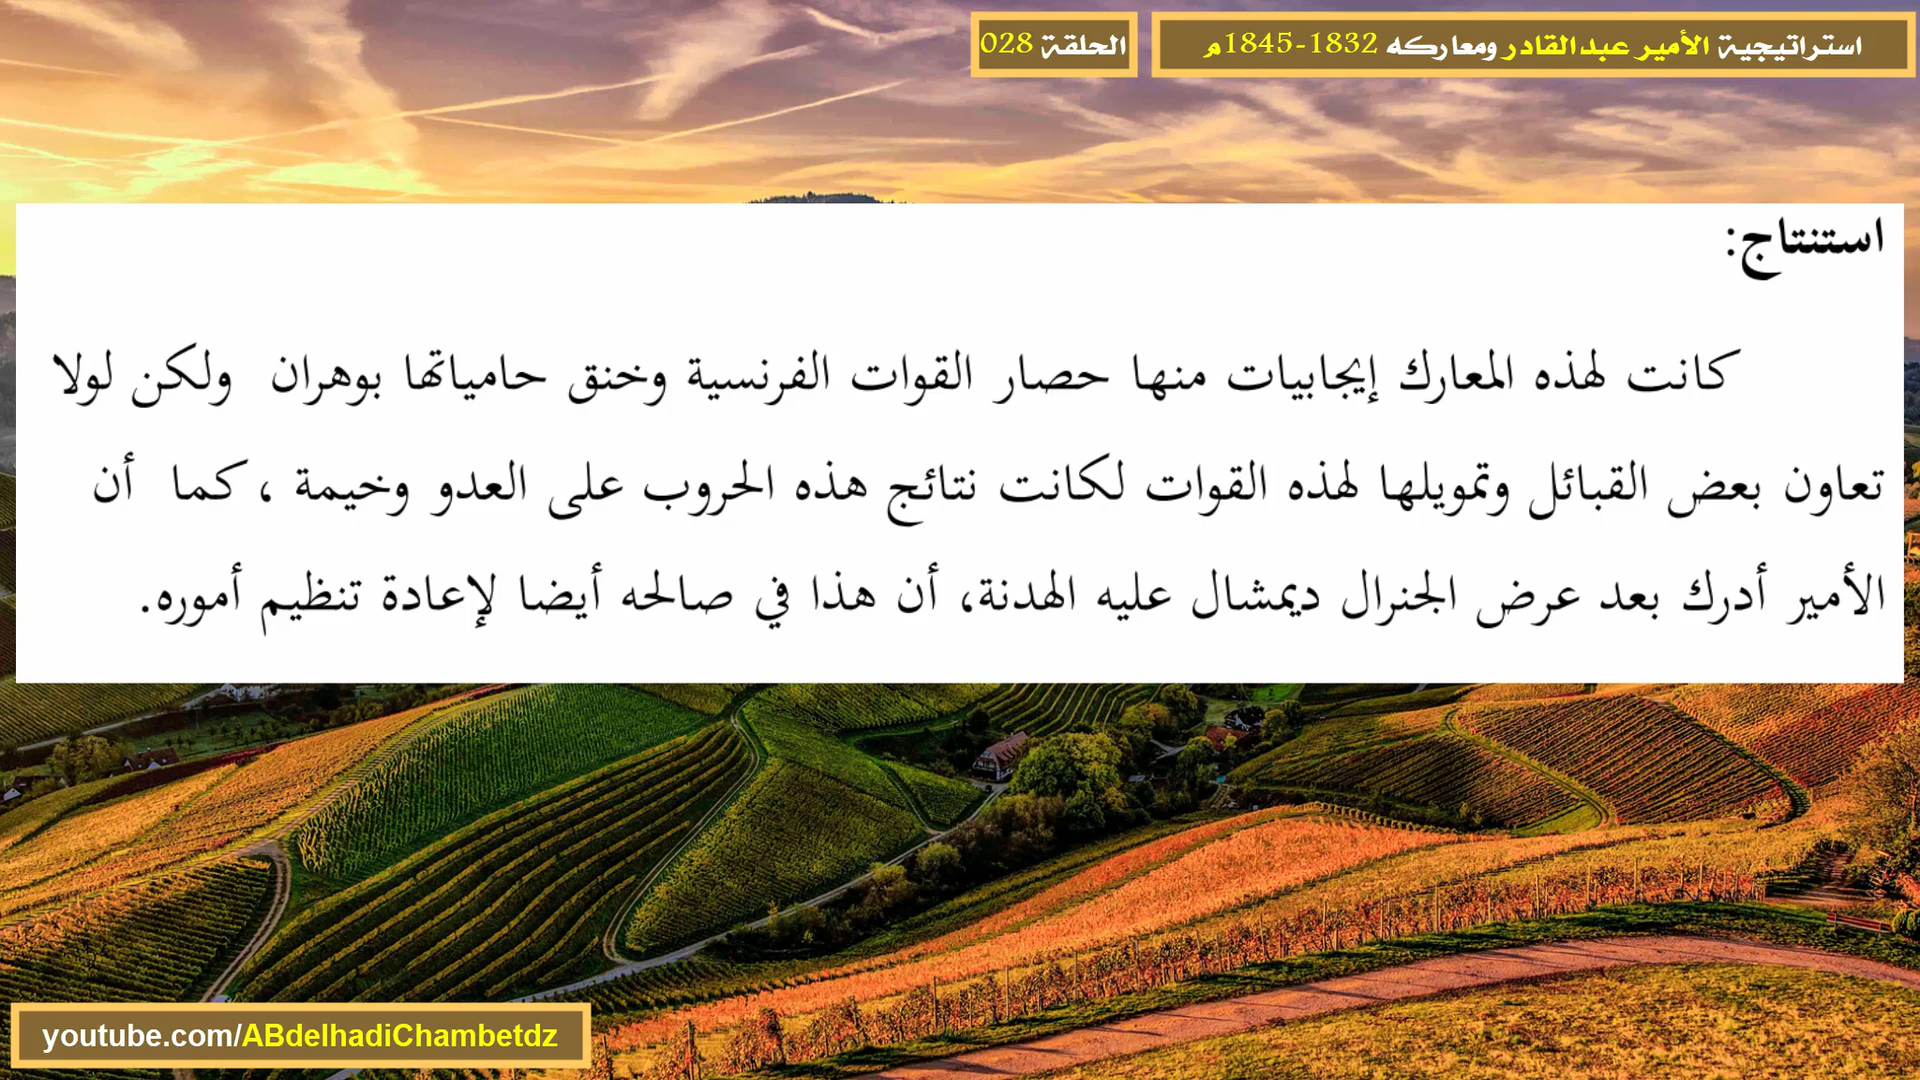 استراتيجية الأمير عبدالقادر ومعاركه 1832-1845م
الحلقة 028
استنتاج:
كانت لهذه المعارك إيجابيات منها حصار القوات الفرنسية وخنق حامياتها بوهران ولكن لولا
تعاون بعض القبائل وتمويلها لهذه القوات لكانت نتائج هذه الحروب على العدو وخيمة ، كما أن
الأمير أدرك بعد عرض الجنرال ديمشال عليه الهدنة، أن هذا في صالحه أيضا لإعادة تنظيم أموره.
youtube.com/ABdelhadiChambetdz